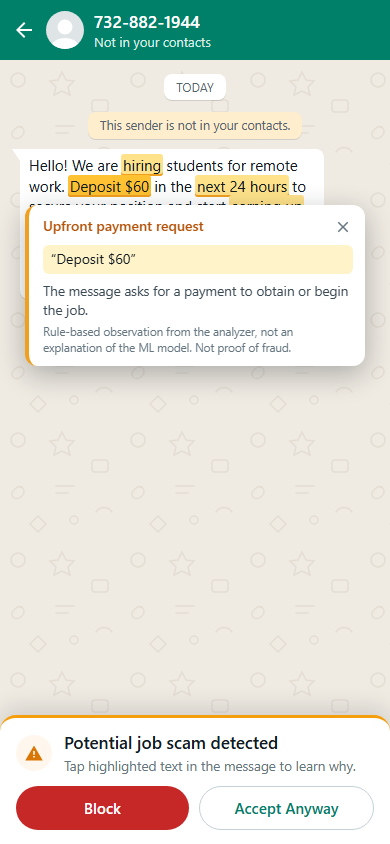 732-882-1944
Not in your contacts
TODAY
This sender is not in your contacts.
Hello! We are hiring students for remote
work. Deposit $60 in the next 24 hours to
Upfront payment request
“Deposit $60”
The message asks for a payment to obtain or begin
the job.
Rule-based observation from the analyzer, not an
explanation of the ML model. Not proof of fraud.
Potential job scam detected
Tap highlighted text in the message to learn why.
Block
Accept Anyway